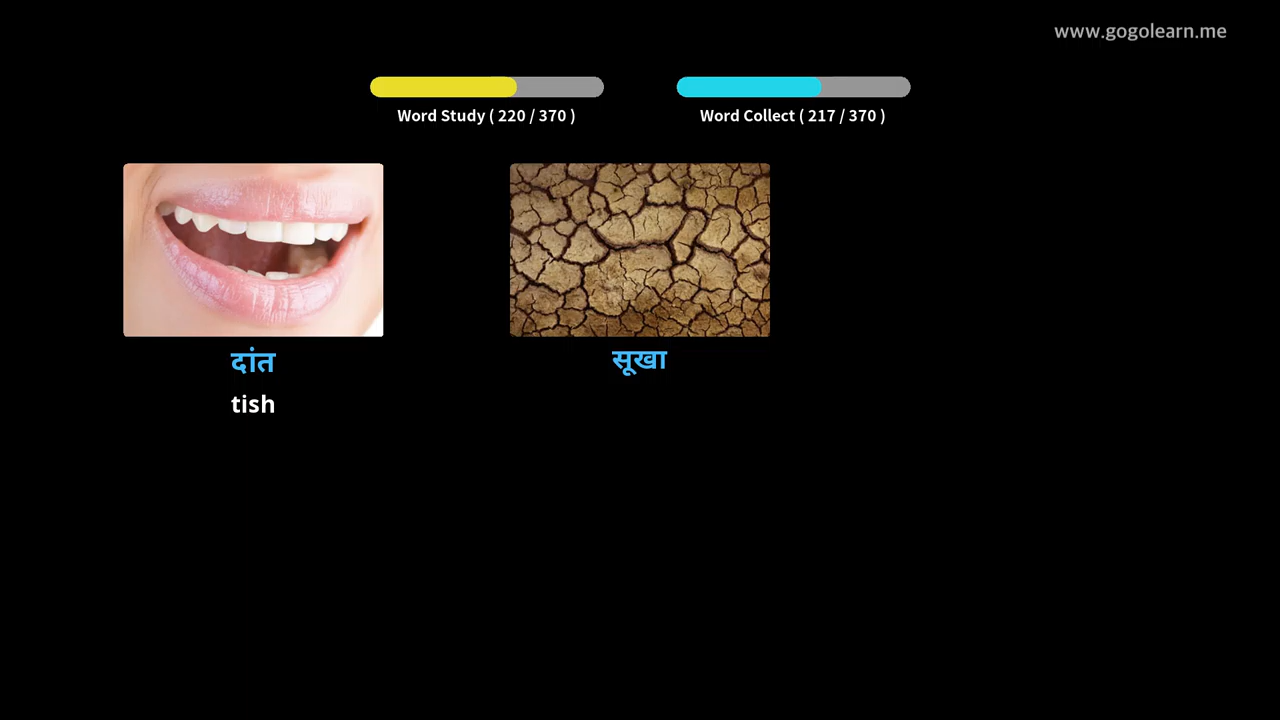 www.gogolearn.me
Word Study ( 220 / 370 )
Word Collect ( 217 / 370 )
दांत
सूखा
tish